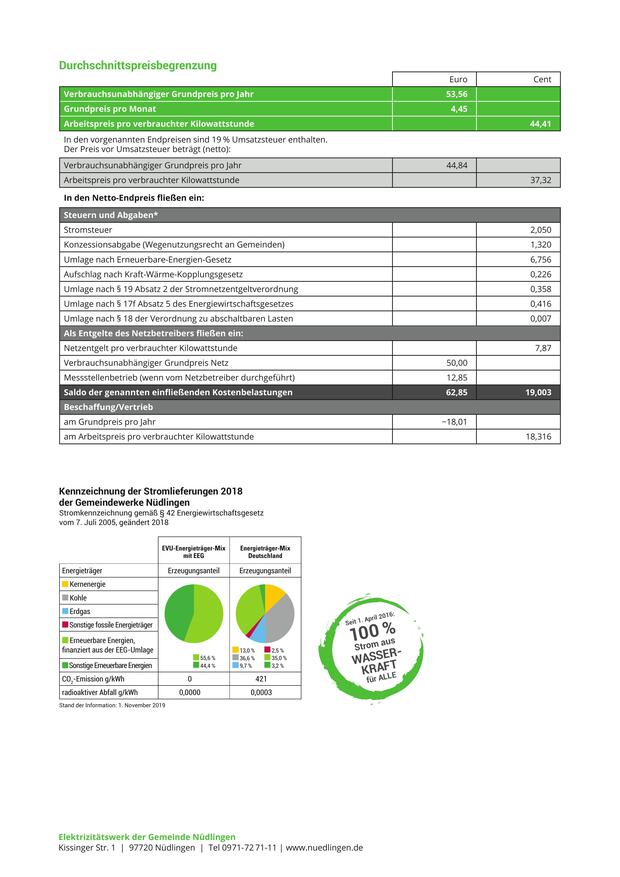 Durchschnittspreisbegrenzung
Euro Cent
Verbrauchsunabhängiger Grundpreis pro Jahr 53,56
Grundpreis pro Monat 4,45
Arbeitspreis pro verbrauchter Kilowattstunde 44,41
In den vorgenannten Endpreisen sind 19 % Umsatzsteuer enthalten.
Der Preis vor Umsatzsteuer beträgt (netto):
Verbrauchsunabhängiger Grundpreis pro Jahr 44,84
Arbeitspreis pro verbrauchter Kilowattstunde 37,32
In den Netto-Endpreis fließen ein:
Steuern und Abgaben*
Stromsteuer 2,050
Konzessionsabgabe (Wegenutzungsrecht an Gemeinden) 1,320
Umlage nach Erneuerbare-Energien-Gesetz 6,756
Aufschlag nach Kraft-Wärme-Kopplungsgesetz 0,226
Umlage nach § 19 Absatz 2 der Stromnetzentgeltverordnung 0,358
Umlage nach § 17f Absatz 5 des Energiewirtschaftsgesetzes 0,416
Umlage nach § 18 der Verordnung zu abschaltbaren Lasten 0,007
Als Entgelte des Netzbetreibers fließen ein:
Netzentgelt pro verbrauchter Kilowattstunde 7,87
Verbrauchsunabhängiger Grundpreis Netz 50,00
Messstellenbetrieb (wenn vom Netzbetreiber durchgeführt) 12,85
Saldo der genannten einfließenden Kostenbelastungen 62,85 19,003
Beschaffung/Vertrieb
am Grundpreis pro Jahr −18,01
am Arbeitspreis pro verbrauchter Kilowattstunde 18,316
Kennzeichnung der Stromlieferungen 2018
der Gemeindewerke Nüdlingen
Stromkennzeichnung gemäß § 42 Energiewirtschaftsgesetz
vom 7. Juli 2005, geändert 2018
EVU-Energieträger-Mix
mit EEG
Energieträger-Mix
Deutschland
Energieträger Erzeugungsanteil Erzeugungsanteil
Kernenergie
Kohle
Erdgas
Sonstige fossile Energieträger
Erneuerbare Energien,
finanziert aus der EEG-Umlage
Sonstige Erneuerbare Energien
55,6 %
44,4 %
13,0 % 2,5 %
36,6 % 35,0 %
9,7 % 3,2 %
CO2-Emission g/kWh 0 421
radioaktiver Abfall g/kWh 0,0000 0,0003
Stand der Information: 1. November 2019
Seit 1. April 2016:
100 %
Strom aus
WASSER-
KRAFT
für ALLE
Elektrizitätswerk der Gemeinde Nüdlingen
Kissinger Str. 1 | 97720 Nüdlingen | Tel 0971-72 71-11 | www.nuedlingen.de